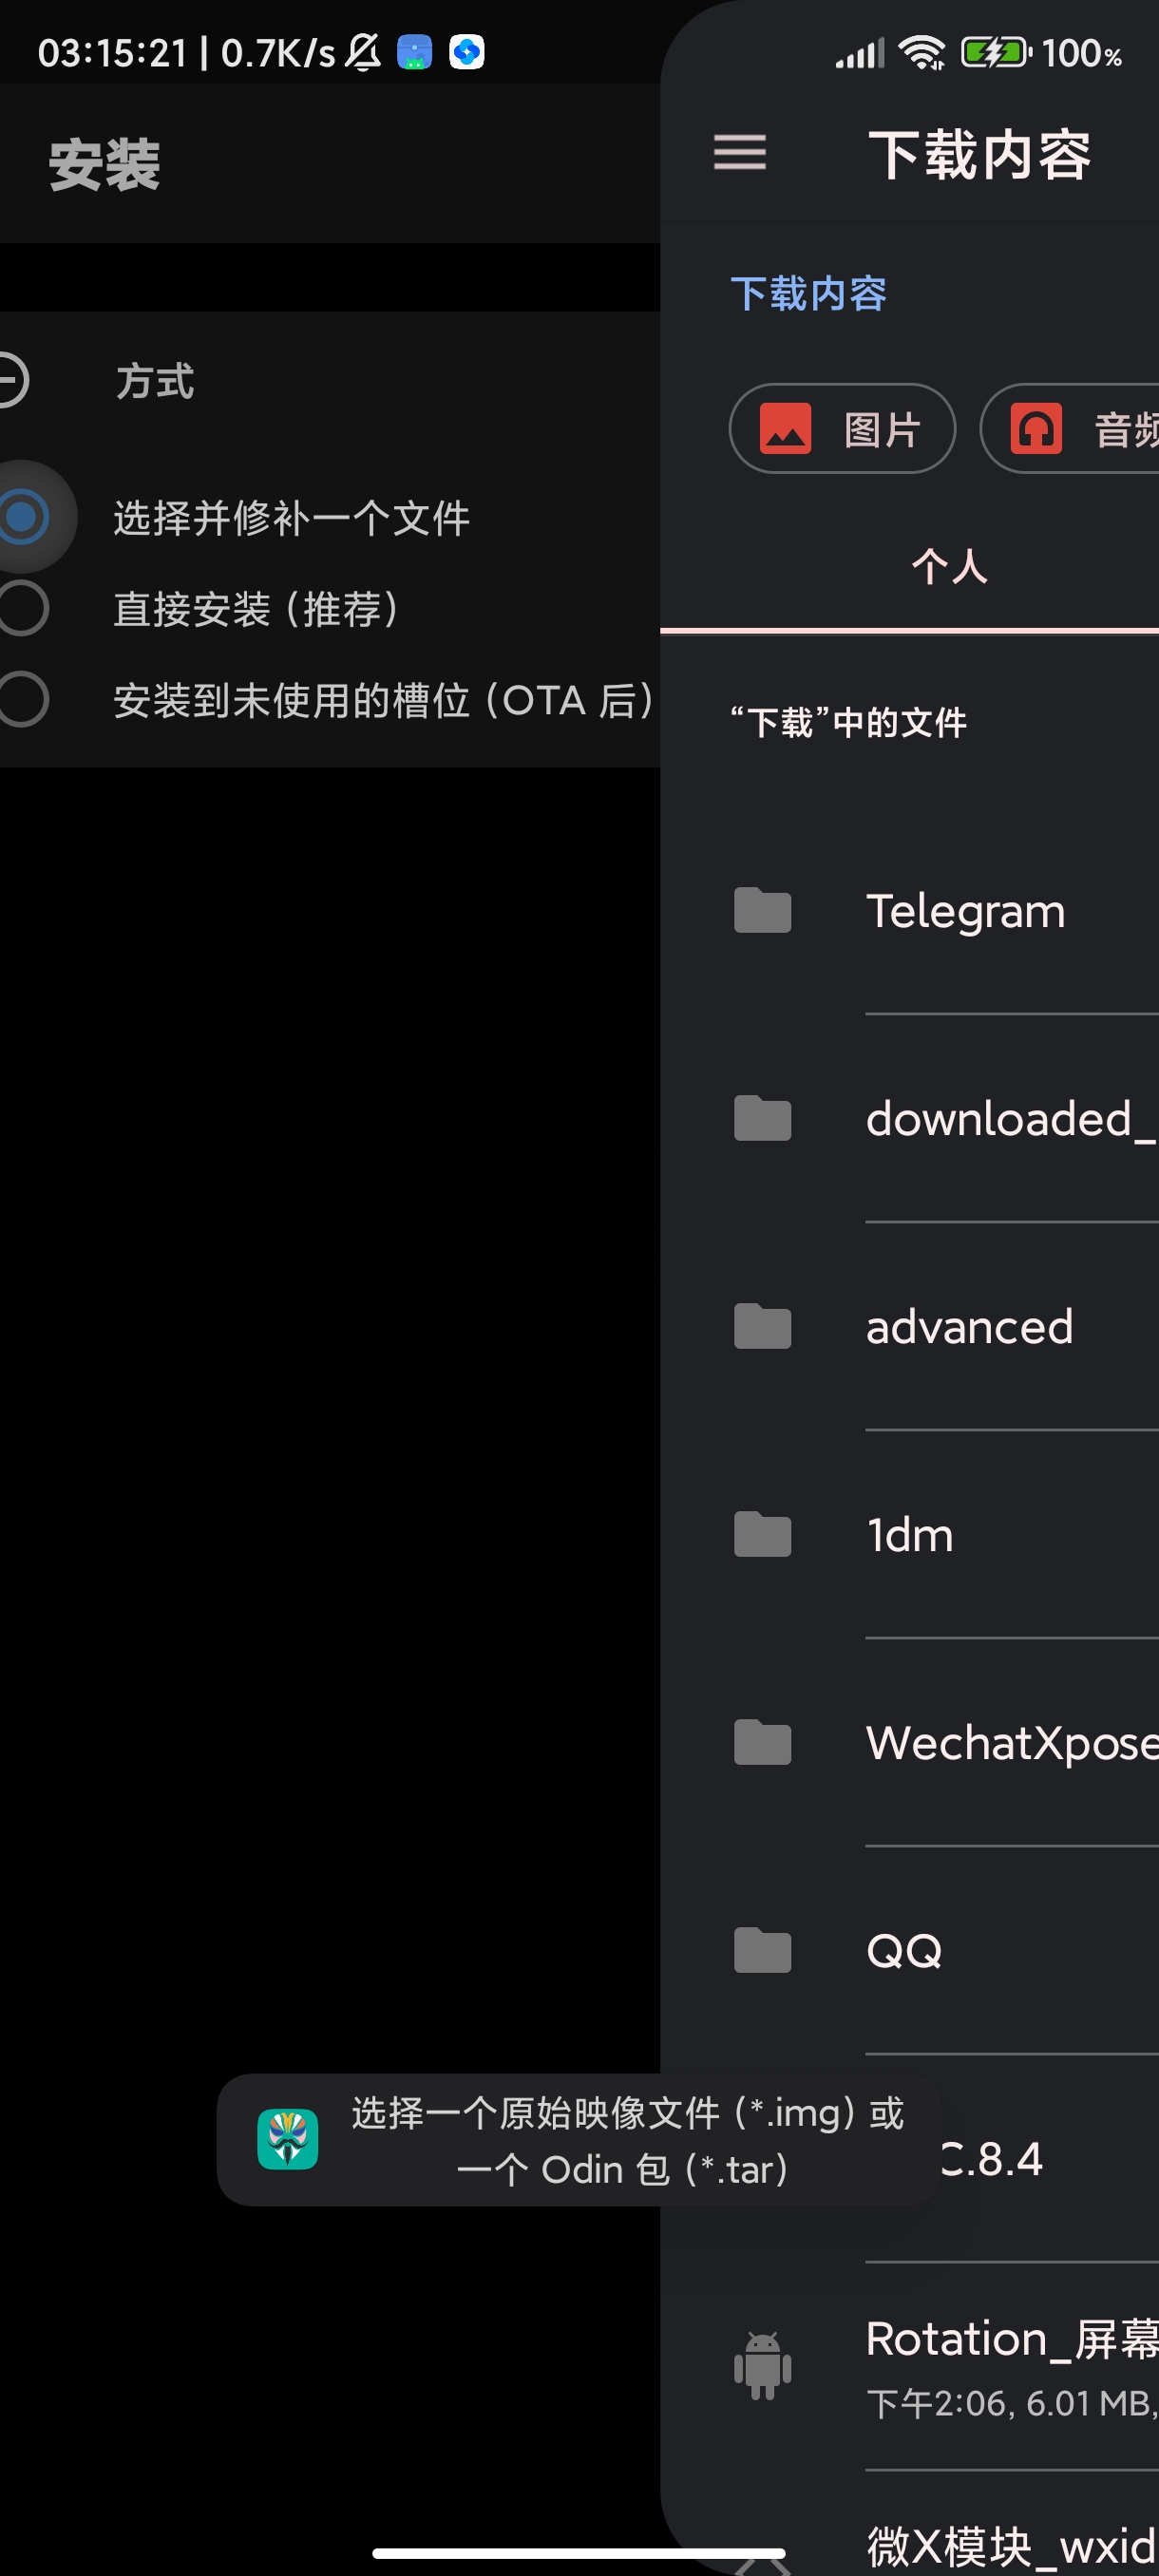 03:15:21 | 0.7K/s
100%
安装
下载内容
下载内容
方式
图片
音频
选择并修补一个文件
个人
直接安装 (推荐)
安装到未使用的槽位 (OTA 后)
“下载”中的文件
Telegram
downloaded_
advanced
1dm
WechatXpose
QQ
选择一个原始映像文件 (*.img) 或
一个 Odin 包 (*.tar)
C.8.4
Rotation_屏幕
下午2:06, 6.01 MB,
微X模块_wxid